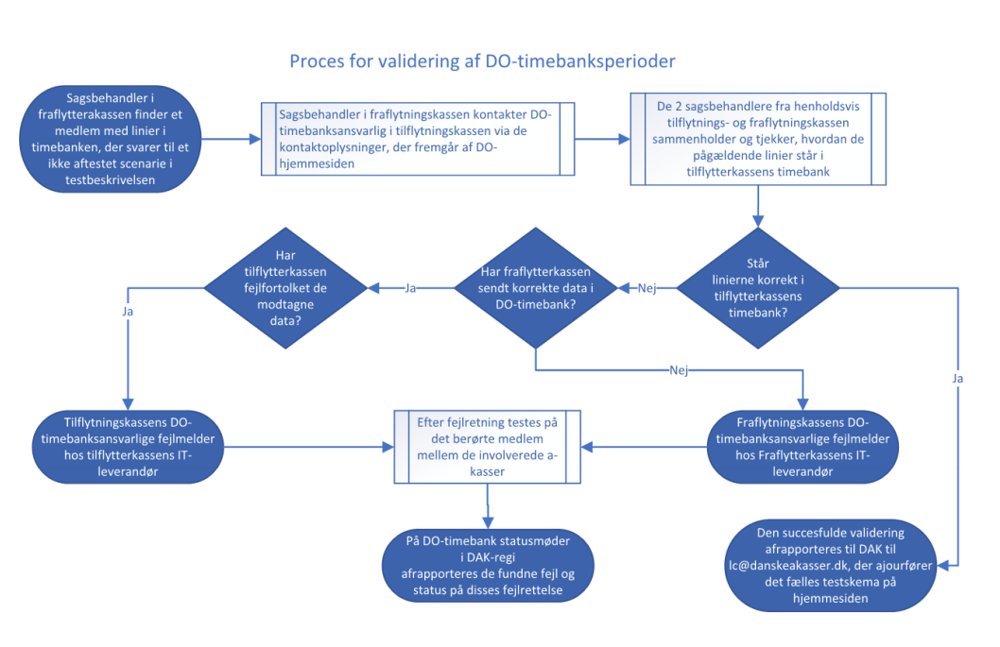 Proces for validering af DO-timebanksperioder
Sagsbehandler i
fraflytterakassen finder et
medlem med linier i
timebanken, der svarer til et
ikke aftestet scenarie i
testbeskrivelsen
Sagsbehandler i fraflytningskassen kontakter DO-
timebanksansvarlig i tilflytningskassen via de
kontaktoplysninger, der fremgår af DO-
hjemmesiden
De 2 sagsbehandlere fra henholdsvis
tilflytnings- og fraflytningskassen
sammenholder og tjekker, hvordan de
pågældende linier står i
tilflytterkassens timebank
Har
tilflytterkassen
fejlfortolket de
modtagne
data?
Ja
Har fraflytterkassen
sendt korrekte data i
DO-timebank?
Nej
Står
linierne korrekt i
tilflytterkassens
timebank?
Ja
Nej
Ja
Tilflytningskassens DO-
timebanksansvarlige fejlmelder
hos tilflytterkassens IT-
leverandør
Efter fejlretning testes på
det berørte medlem
mellem de involverede a-
kasser
Fraflytningskassens DO-
timebanksansvarlige fejlmelder
hos Fraflytterkassens IT-
leverandør
På DO-timebank statusmøder
i DAK-regi
afrapporteres de fundne fejl og
status på disses fejlrettelse
Den succesfulde validering
afrapporteres til DAK til
lc@danskeakasser.dk, der ajourfører
det fælles testskema på
hjemmesiden